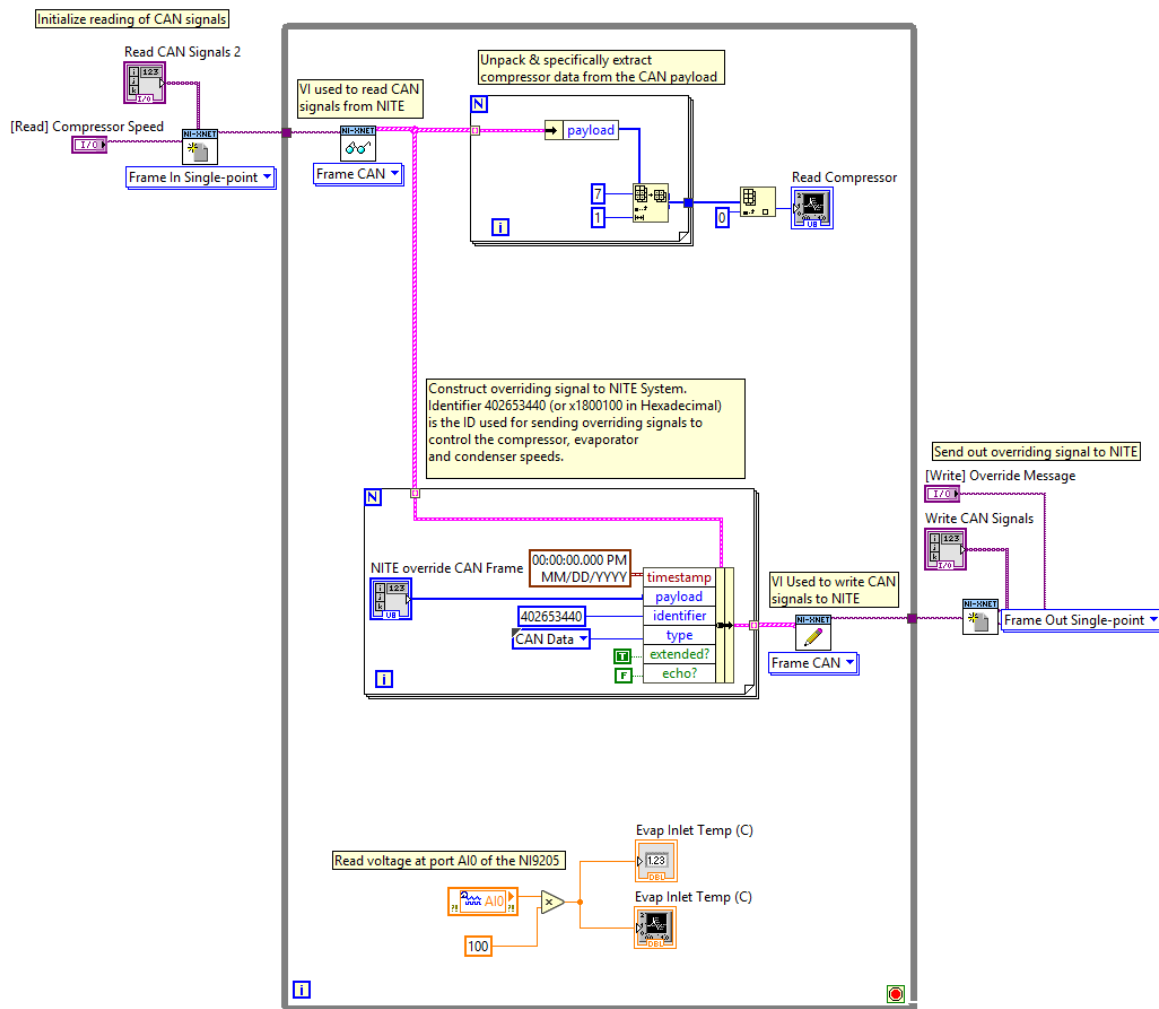 Initialize reading of CAN signals
Read CAN Signals 2
i 123
j
k
I/O
[Read] Compressor Speed
I/O
NI-XNET
Frame In Single-point
VI used to read CAN
signals from NITE
NI-XNET
Frame CAN
Unpack & specifically extract
compressor data from the CAN payload
N
payload
7
1
i
0
Read Compressor
UB
Construct overriding signal to NITE System.
Identifier 402653440 (or x1800100 in Hexadecimal)
is the ID used for sending overriding signals to
control the compressor, evaporator
and condenser speeds.
N
NITE override CAN Frame
i 123
j
k
UB
00:00:00.000 PM
MM/DD/YYYY
402653440
CAN Data
T
F
timestamp
payload
identifier
type
extended?
echo?
i
VI Used to write CAN
signals to NITE
NI-XNET
Frame CAN
Send out overriding signal to NITE
[Write] Override Message
I/O
Write CAN Signals
i 123
j
k
I/O
NI-XNET
Frame Out Single-point
Read voltage at port AI0 of the NI9205
?! AI0 ?!
100
Evap Inlet Temp (C)
1.23
DBL
Evap Inlet Temp (C)
DBL
i